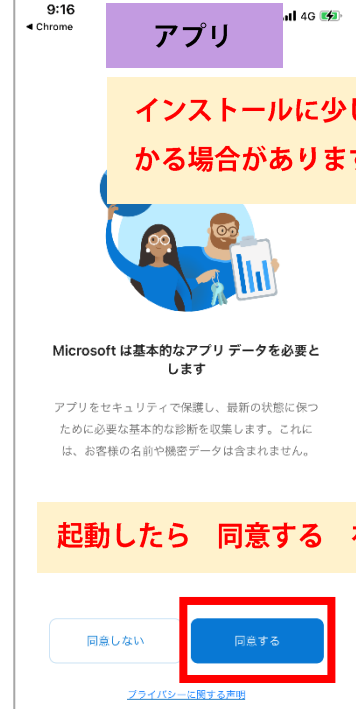 9:16
4G
◀ Chrome
アプリ
インストールに少
かる場合がありま
Microsoft は基本的なアプリ データを必要と
します
アプリをセキュリティで保護し、最新の状態に保つ
ために必要な基本的な診断を収集します。これに
は、お客様の名前や機密データは含まれません。
起動したら　同意する
同意しない
同意する
プライバシーに関する声明